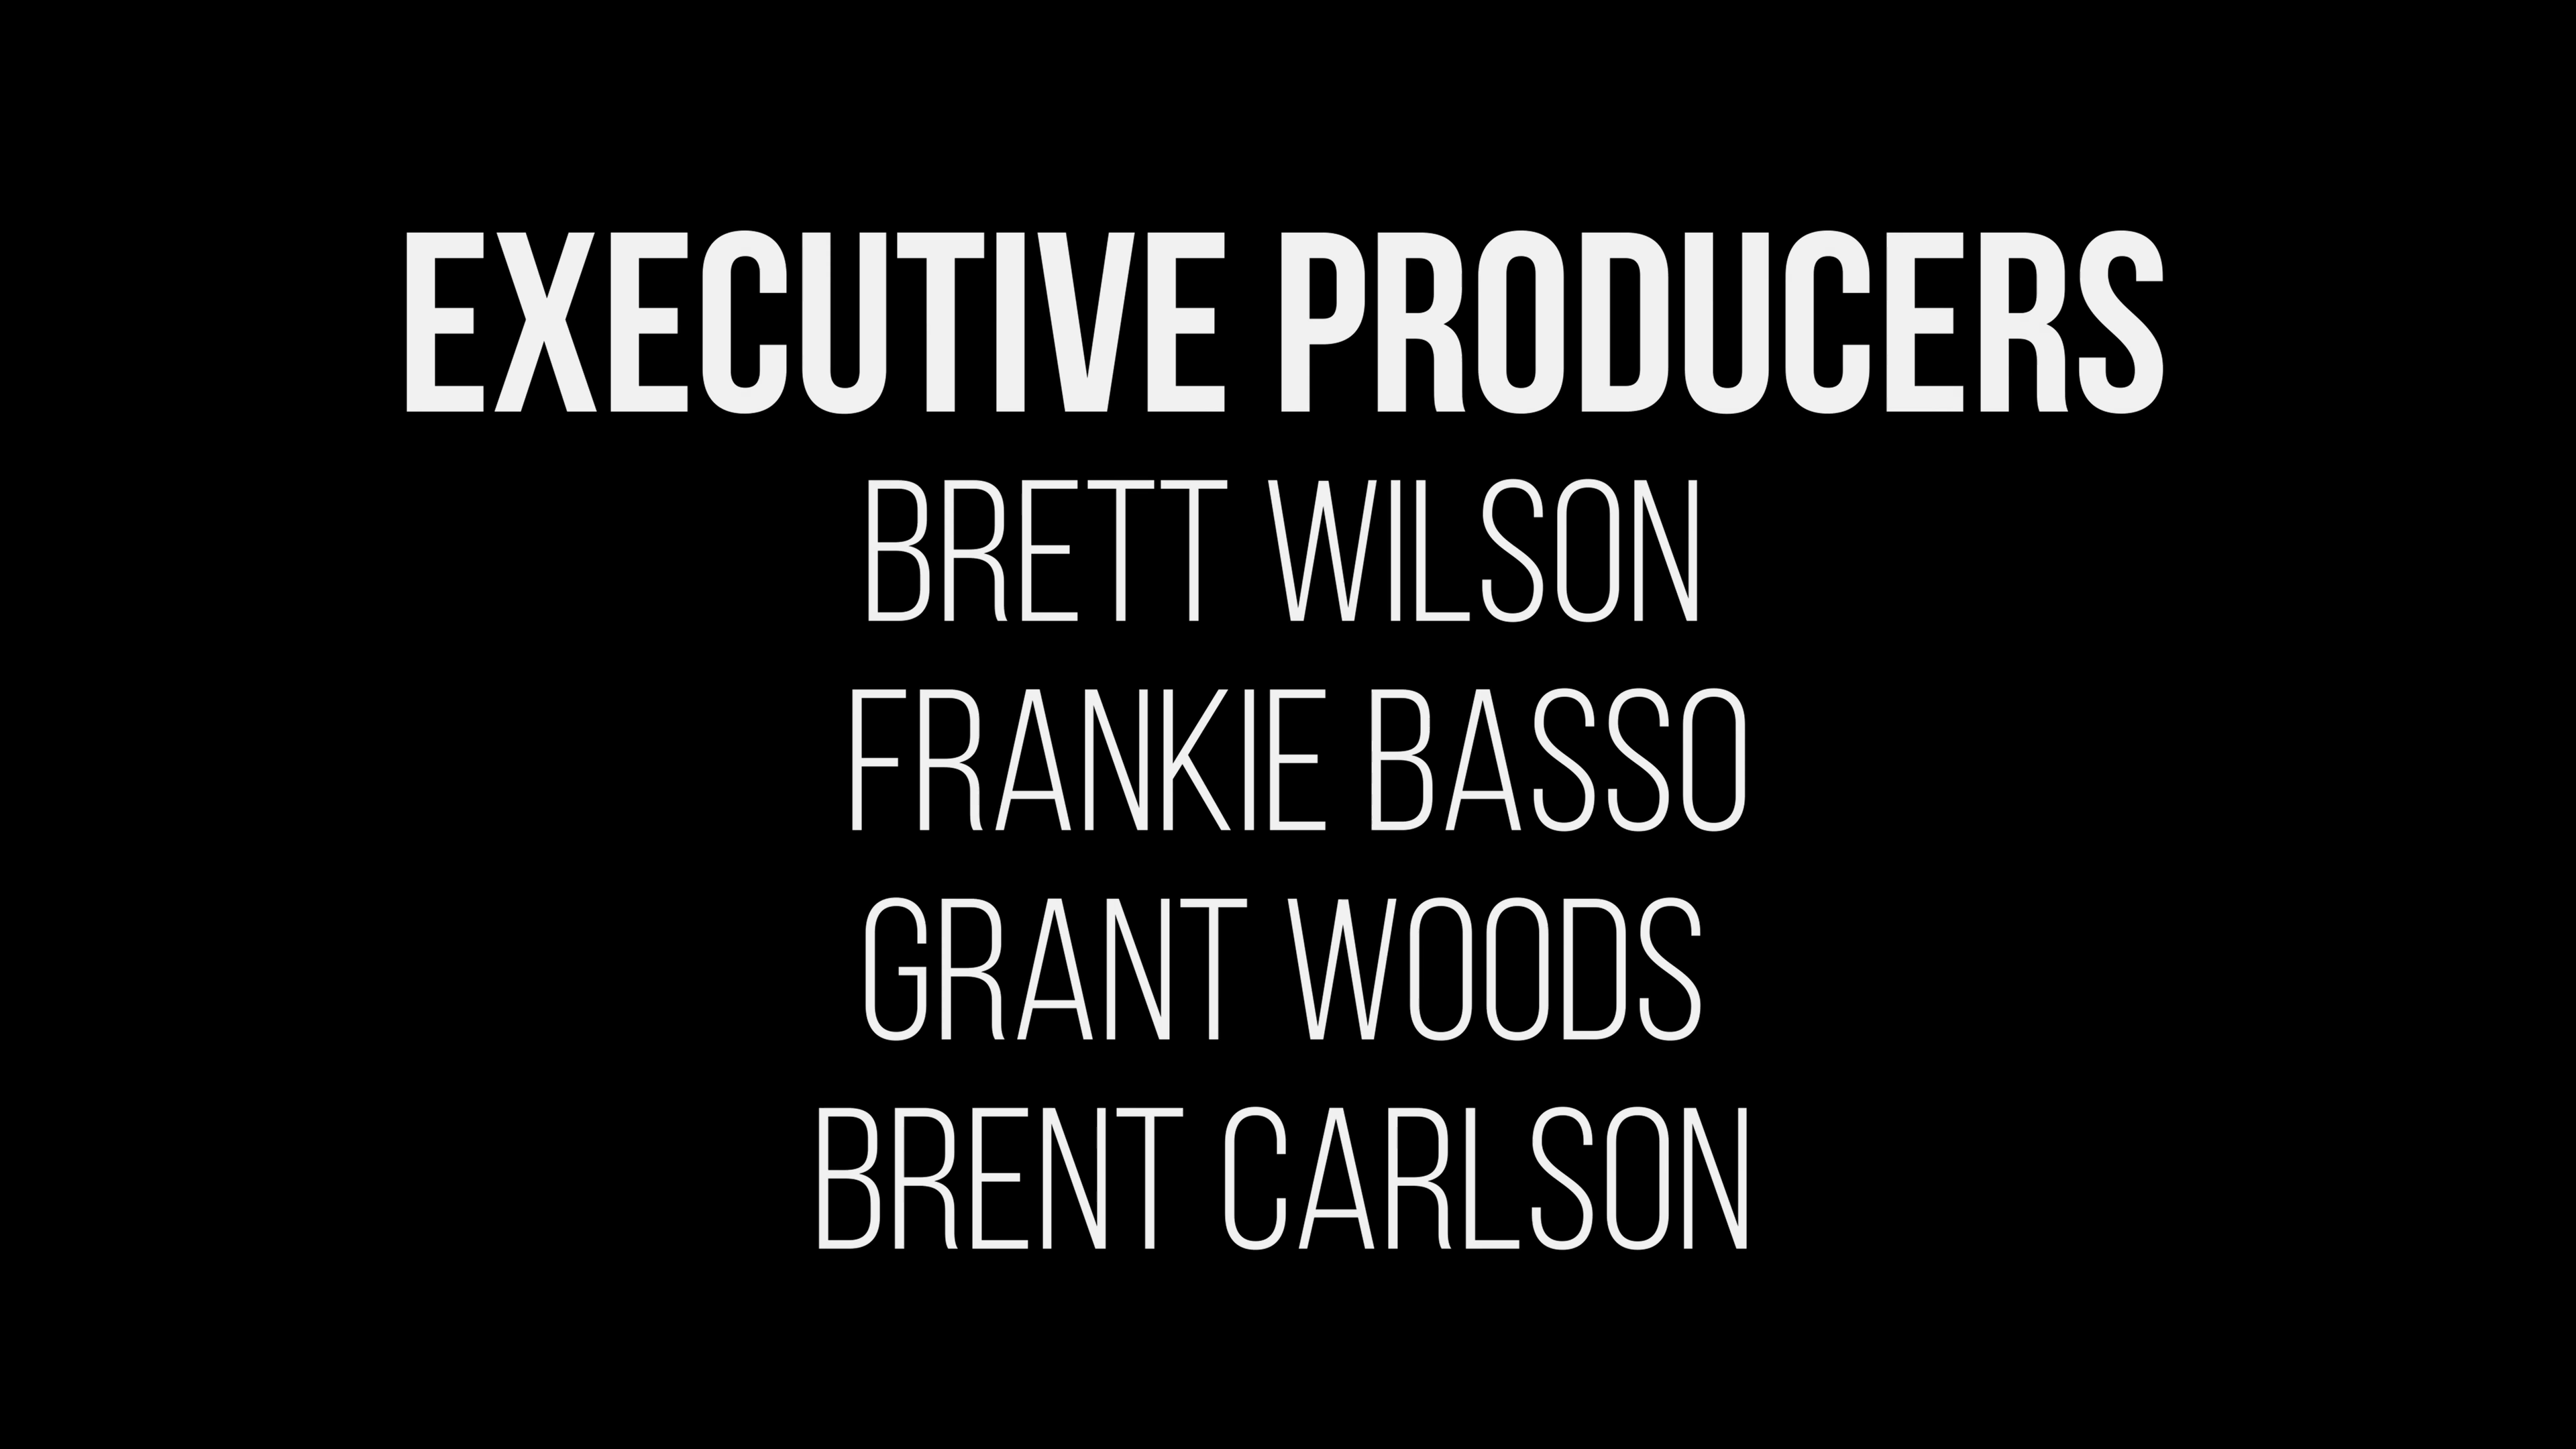 EXECUTIVE PRODUCERS
BRETT WILSON
FRANKIE BASSO
GRANT WOODS
BRENT CARLSON